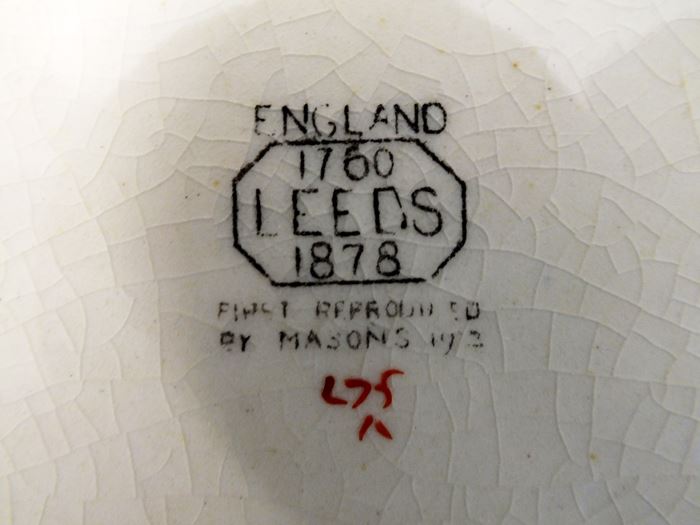 ENGLAND
1760
LEEDS
1878
FIRST REPRODUCED
BY MASONS